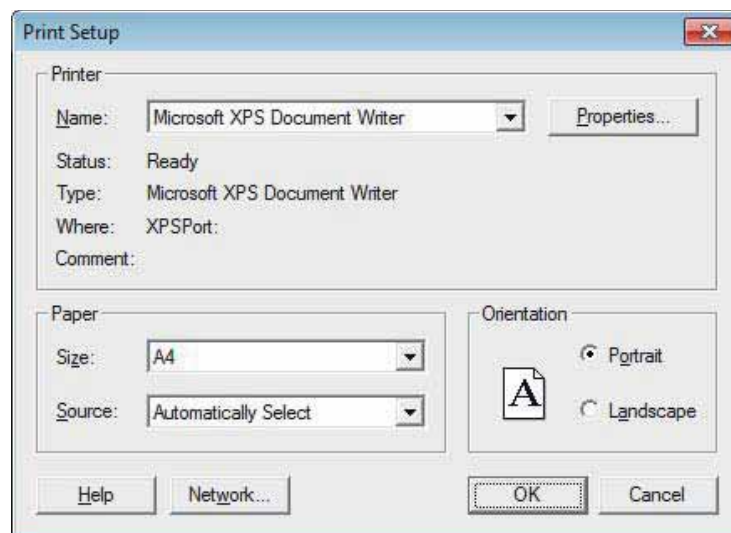 Print Setup
Printer
Name: Microsoft XPS Document Writer Properties...
Status: Ready
Type: Microsoft XPS Document Writer
Where: XPSPort:
Comment:
Paper
Size: A4
Source: Automatically Select
Orientation
A
Portrait
Landscape
Help Network... OK Cancel